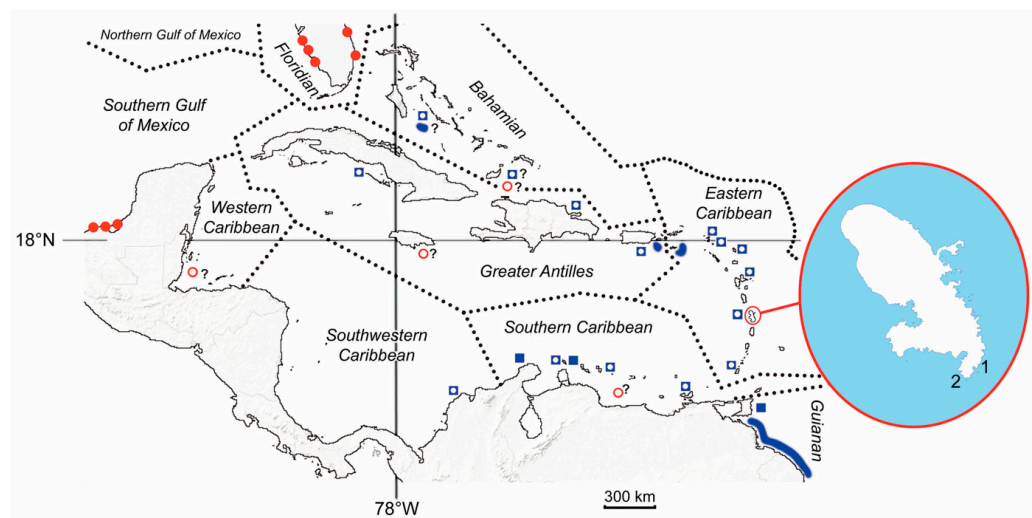 Northern Gulf of Mexico
Floridian
Southern Gulf
of Mexico
Bahamian
?
?
?
Western
Caribbean
Eastern
Caribbean
18°N
?
?
Greater Antilles
Southwestern
Caribbean
Southern Caribbean
?
1
2
Guianan
300 km
78°W